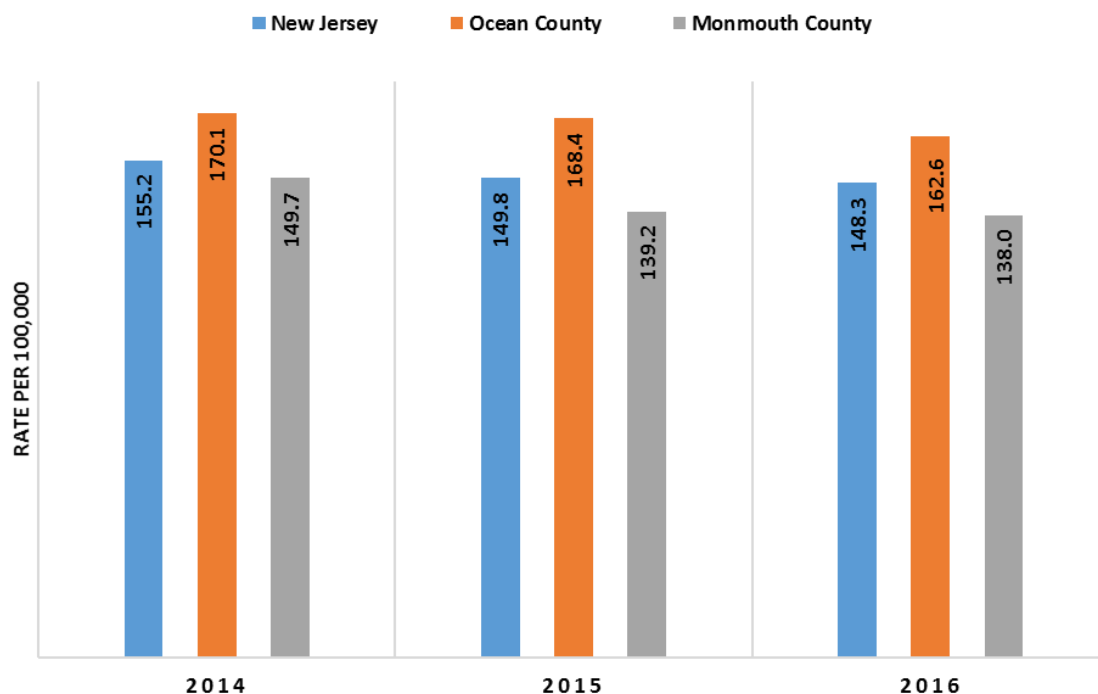 New Jersey Ocean County Monmouth County
RATE PER 100,000
155.2 170.1 149.7 149.8 168.4 139.2 148.3 162.6 138.0
2014 2015 2016